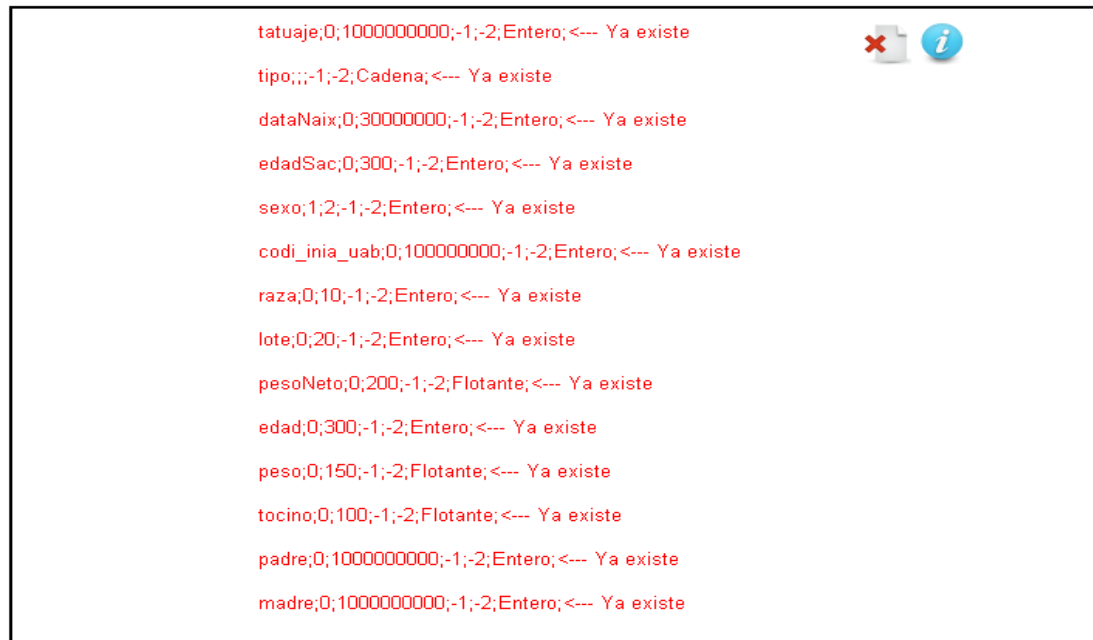 tatuaje;0;1000000000;-1;-2;Entero;<--- Ya existe
tipo;;;-1;-2;Cadena;<--- Ya existe
dataNaix;0;30000000;-1;-2;Entero;<--- Ya existe
edadSac;0;300;-1;-2;Entero;<--- Ya existe
sexo;1;2;-1;-2;Entero;<--- Ya existe
codi_inia_uab;0;100000000;-1;-2;Entero;<--- Ya existe
raza;0;10;-1;-2;Entero;<--- Ya existe
lote;0;20;-1;-2;Entero;<--- Ya existe
pesoNeto;0;200;-1;-2;Flotante;<--- Ya existe
edad;0;300;-1;-2;Entero;<--- Ya existe
peso;0;150;-1;-2;Flotante;<--- Ya existe
tocino;0;100;-1;-2;Flotante;<--- Ya existe
padre;0;1000000000;-1;-2;Entero;<--- Ya existe
madre;0;1000000000;-1;-2;Entero;<--- Ya existe